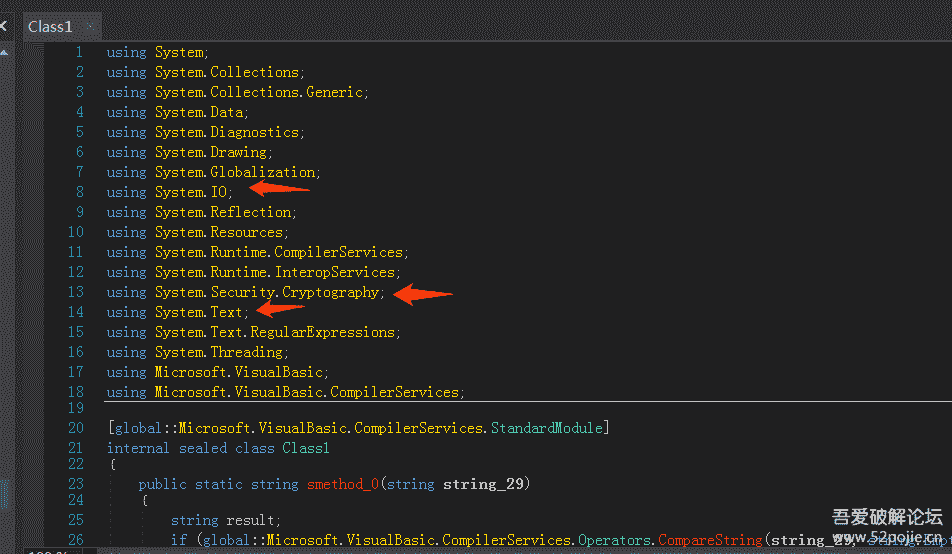 Class1
1 using System;
2 using System.Collections;
3 using System.Collections.Generic;
4 using System.Data;
5 using System.Diagnostics;
6 using System.Drawing;
7 using System.Globalization;
8 using System.IO;
9 using System.Reflection;
10 using System.Resources;
11 using System.Runtime.CompilerServices;
12 using System.Runtime.InteropServices;
13 using System.Security.Cryptography;
14 using System.Text;
15 using System.Text.RegularExpressions;
16 using System.Threading;
17 using Microsoft.VisualBasic;
18 using Microsoft.VisualBasic.CompilerServices;
19
20 [global::Microsoft.VisualBasic.CompilerServices.StandardModule]
21 internal sealed class Class1
22 {
23 public static string smethod_0(string string_29)
24 {
25 string result;
26 if (global::Microsoft.VisualBasic.CompilerServices.Operators.CompareString(
吾爱破解论坛
www.52pojie.cn